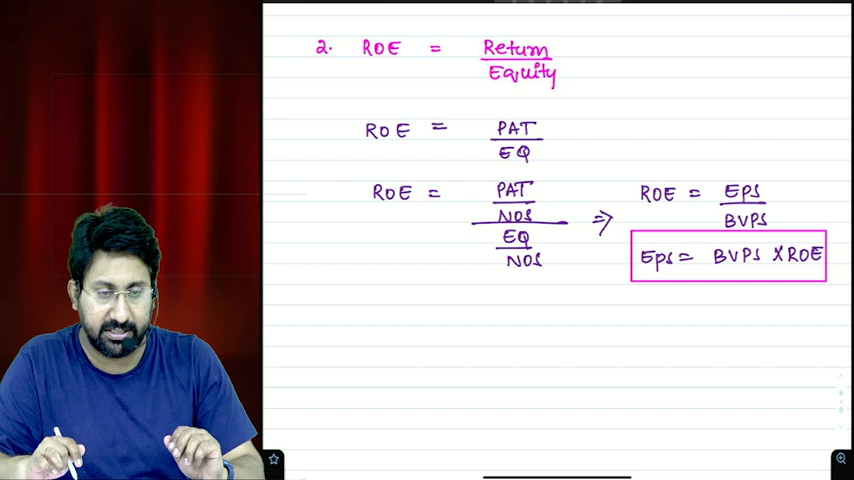 2. ROE = Return
Equity
ROE = PAT
EQ
ROE = PAT
NOS
EQ
NOS
⇒ ROE = EPS
BVPS
Eps = BVPS X ROE